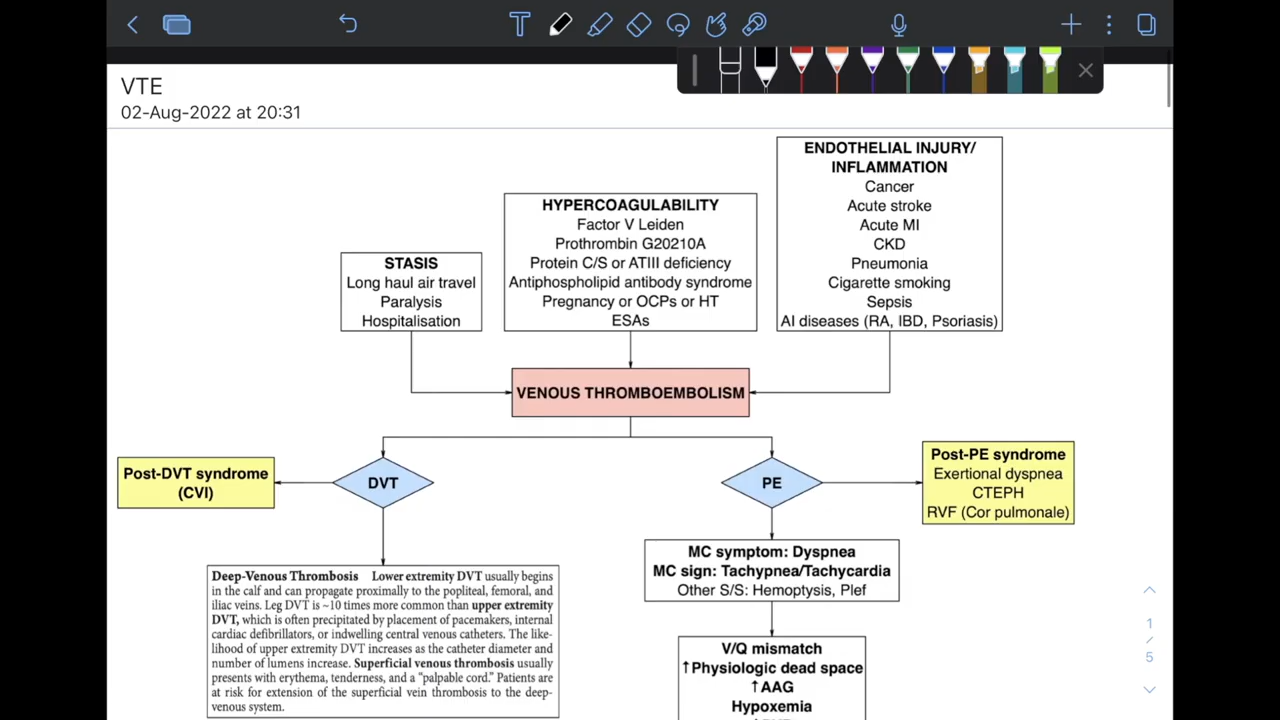 VTE
02-Aug-2022 at 20:31
ENDOTHELIAL INJURY/
INFLAMMATION
Cancer
Acute stroke
Acute MI
CKD
Pneumonia
Cigarette smoking
Sepsis
AI diseases (RA, IBD, Psoriasis)
HYPERCOAGULABILITY
Factor V Leiden
Prothrombin G20210A
Protein C/S or ATIII deficiency
Antiphospholipid antibody syndrome
Pregnancy or OCPs or HT
ESAs
STASIS
Long haul air travel
Paralysis
Hospitalisation
VENOUS THROMBOEMBOLISM
Post-DVT syndrome
(CVI)
DVT
PE
Post-PE syndrome
Exertional dyspnea
CTEPH
RVF (Cor pulmonale)
MC symptom: Dyspnea
MC sign: Tachypnea/Tachycardia
Other S/S: Hemoptysis, Plef
Deep-Venous Thrombosis Lower extremity DVT usually begins
in the calf and can propagate proximally to the popliteal, femoral, and
iliac veins. Leg DVT is ~10 times more common than upper extremity
DVT, which is often precipitated by placement of pacemakers, internal
cardiac defibrillators, or indwelling central venous catheters. The like-
lihood of upper extremity DVT increases as the catheter diameter and
number of lumens increase. Superficial venous thrombosis usually
presents with erythema, tenderness, and a “palpable cord.” Patients are
at risk for extension of the superficial vein thrombosis to the deep-
venous system.
V/Q mismatch
↑Physiologic dead space
↑AAG
Hypoxemia
1
/
5